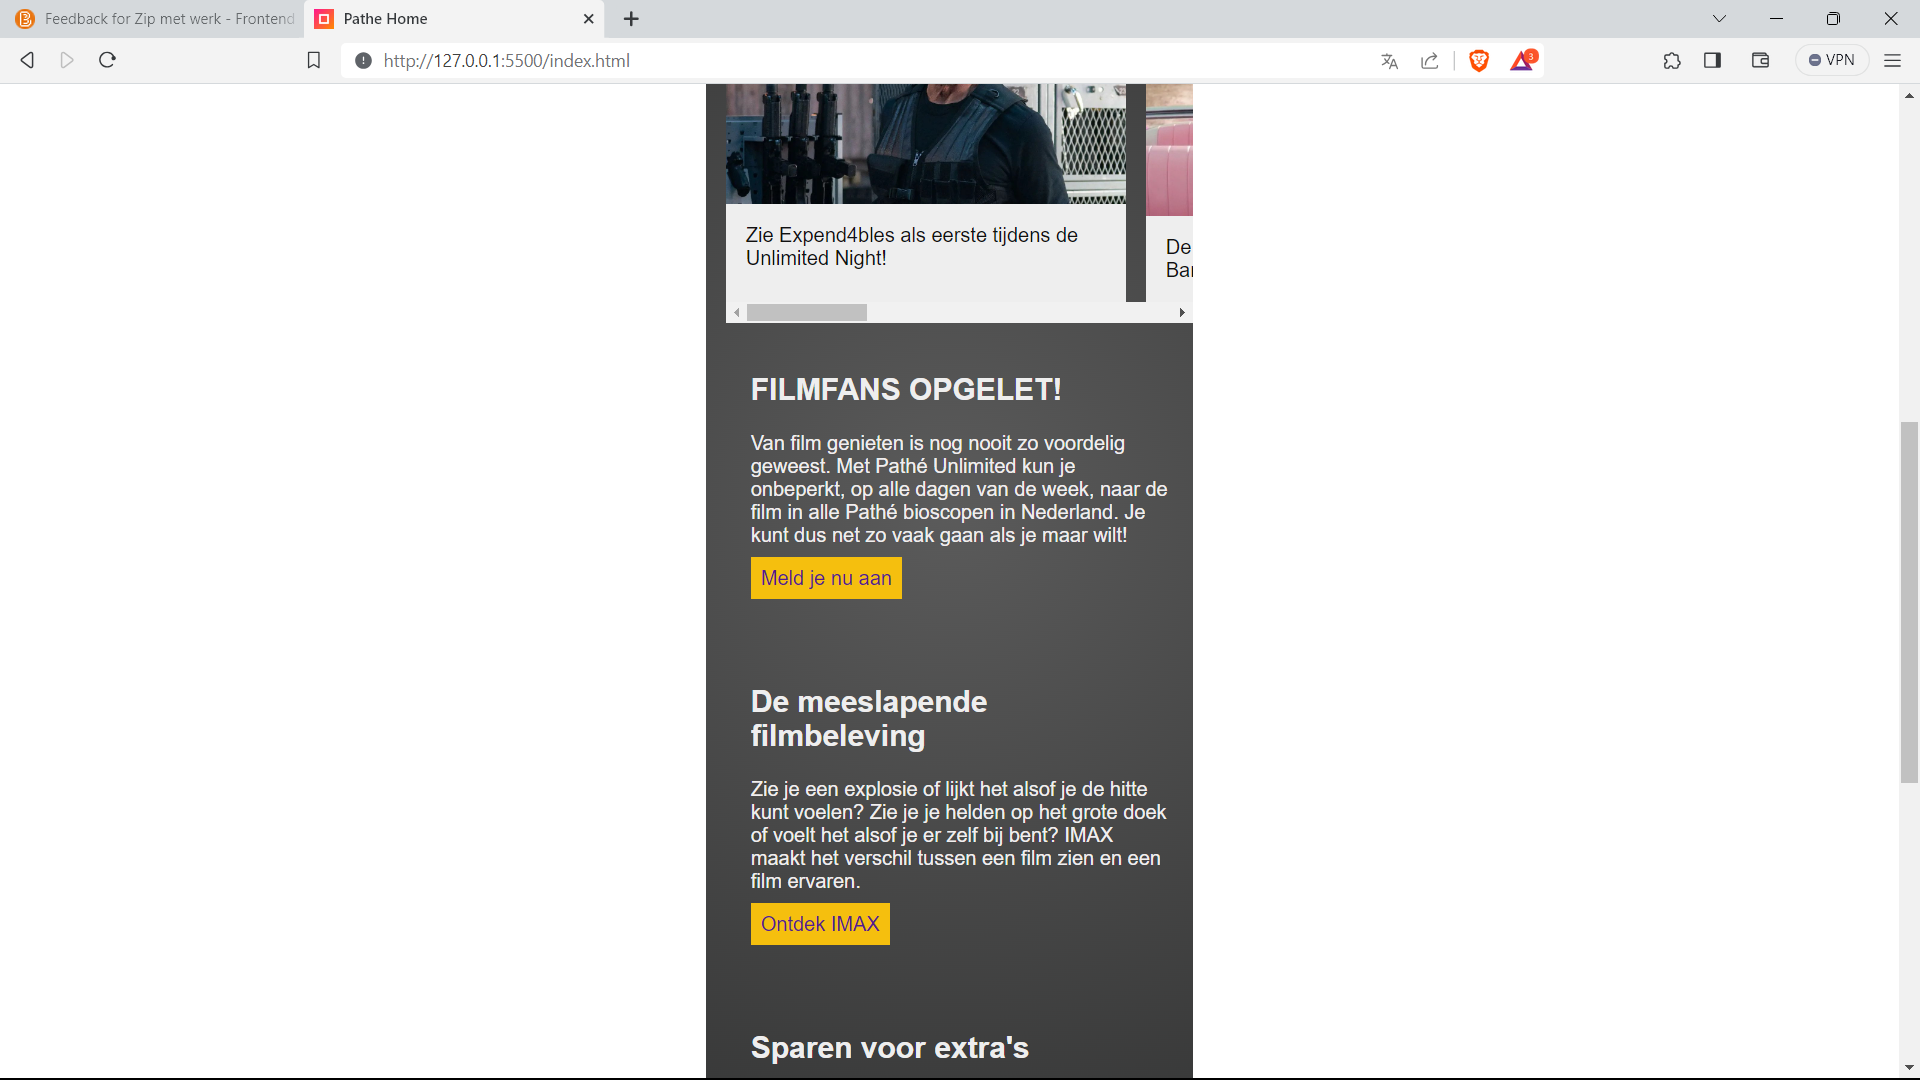 Feedback for Zip met werk - Frontend
Pathe Home
http://127.0.0.1:5500/index.html
3
VPN
Zie Expend4bles als eerste tijdens de
Unlimited Night!
De
Bar
FILMFANS OPGELET!
Van film genieten is nog nooit zo voordelig
geweest. Met Pathé Unlimited kun je
onbeperkt, op alle dagen van de week, naar de
film in alle Pathé bioscopen in Nederland. Je
kunt dus net zo vaak gaan als je maar wilt!
Meld je nu aan
De meeslapende
filmbeleving
Zie je een explosie of lijkt het alsof je de hitte
kunt voelen? Zie je je helden op het grote doek
of voelt het alsof je er zelf bij bent? IMAX
maakt het verschil tussen een film zien en een
film ervaren.
Ontdek IMAX
Sparen voor extra's